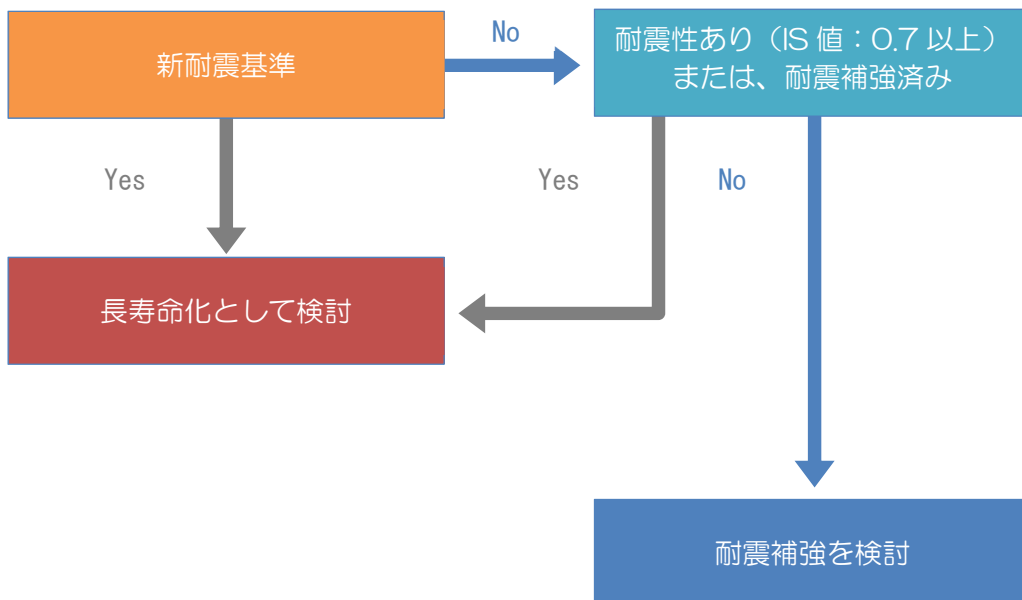 新耐震基準
No
耐震性あり（IS値：0.7以上）
または、耐震補強済み
Yes
Yes
No
長寿命化として検討
耐震補強を検討